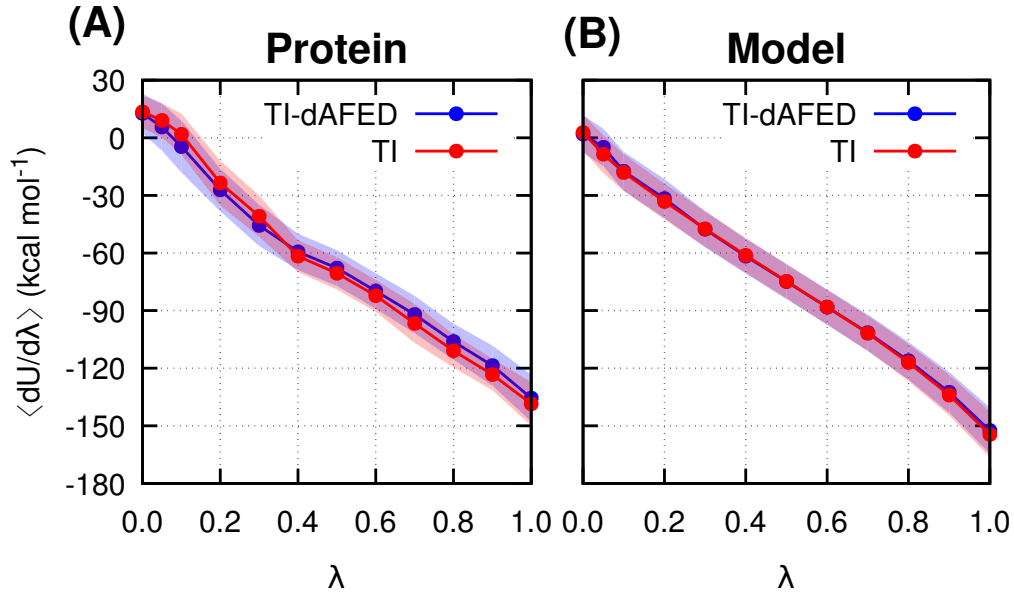 (A)
Protein
(B)
Model
TI-dAFED
TI
TI-dAFED
TI
30
0
-30
-60
-90
-120
-150
-180
⟨dU/dλ⟩ (kcal mol⁻¹)
0.0 0.2 0.4 0.6 0.8 1.0
0.0 0.2 0.4 0.6 0.8 1.0
λ
λ